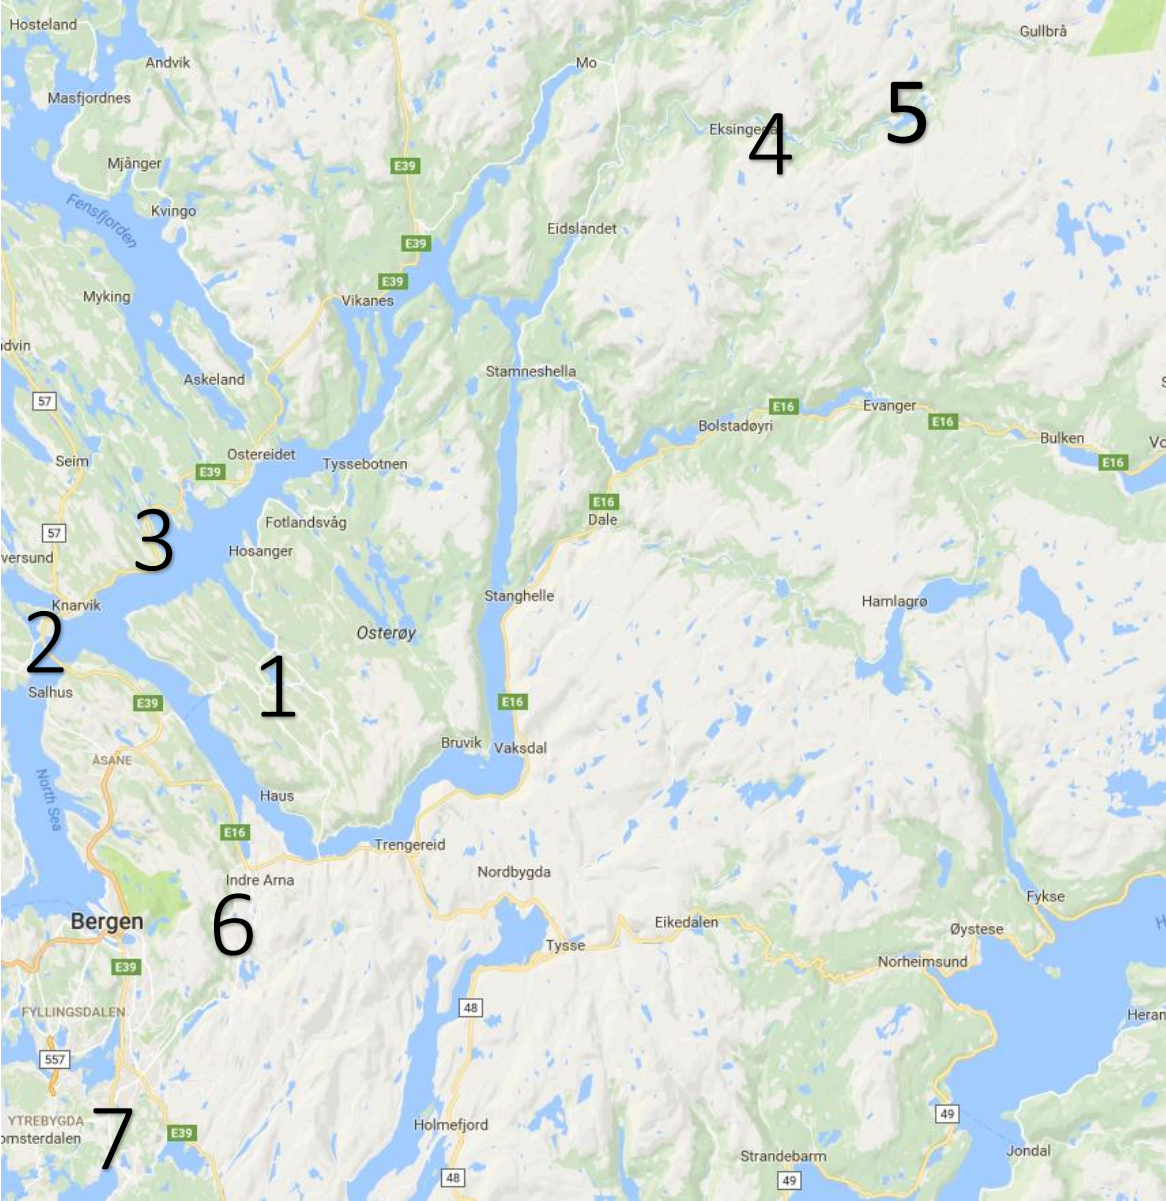 Hosteland
Gullbrå
Andvik
Mo
Masfjordnes
5
E39
Eksingeda
4
Mjånger
Fensfjorden
Kvingo
Eidslandet
E39
E39
Myking
Vikanes
dvin
Stamneshella
Askeland
57
E16
Evanger
E16
Bolstadøyri
Bulken
Vo
E16
Ostereidet
Seim
E39
Tyssebotnen
E16
3
Fotlandsvåg
Dale
57
Hosanger
versund
Stanghelle
Knarvik
Hamlagrø
2
Osterøy
1
Salhus
E39
E16
Bruvik
Vaksdal
ÅSANE
North Sea
Haus
E16
Trengereid
Indre Arna
Nordbygda
Fykse
6
Bergen
Eikedalen
Øystese
H
Tysse
Norheimsund
E39
48
FYLLINGSDALEN
Heran
557
7
YTREBYGDA
49
E39
Holmefjord
omsterdalen
Strandebarm
Jondal
48
49